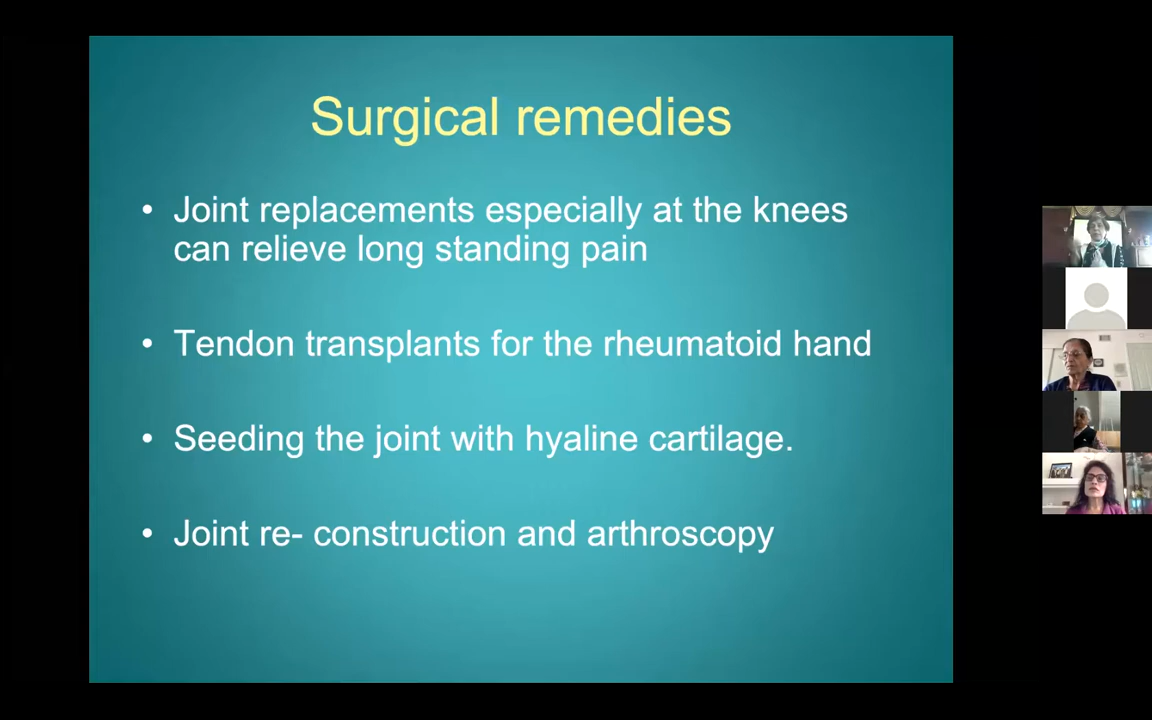 Surgical remedies
• Joint replacements especially at the knees
can relieve long standing pain
• Tendon transplants for the rheumatoid hand
• Seeding the joint with hyaline cartilage.
• Joint re- construction and arthroscopy